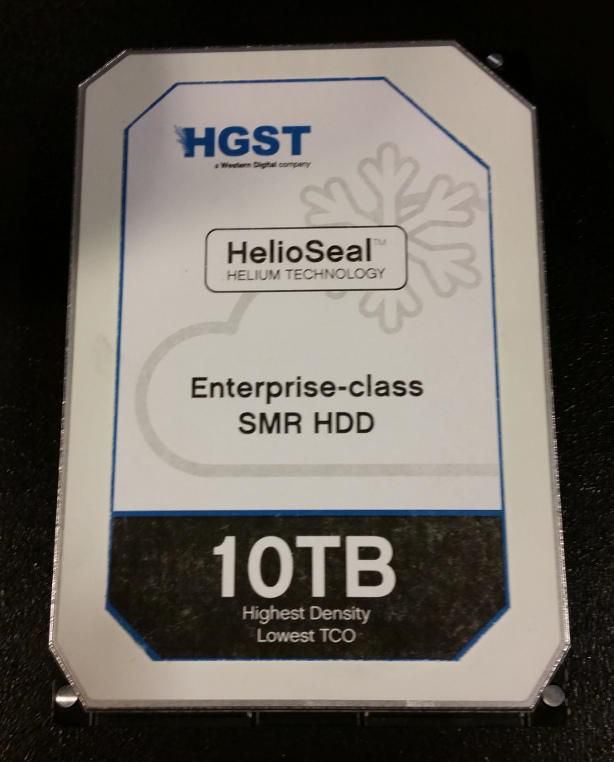 HGST
a Western Digital company
HelioSeal™
HELIUM TECHNOLOGY
Enterprise-class
SMR HDD
10TB
Highest Density
Lowest TCO